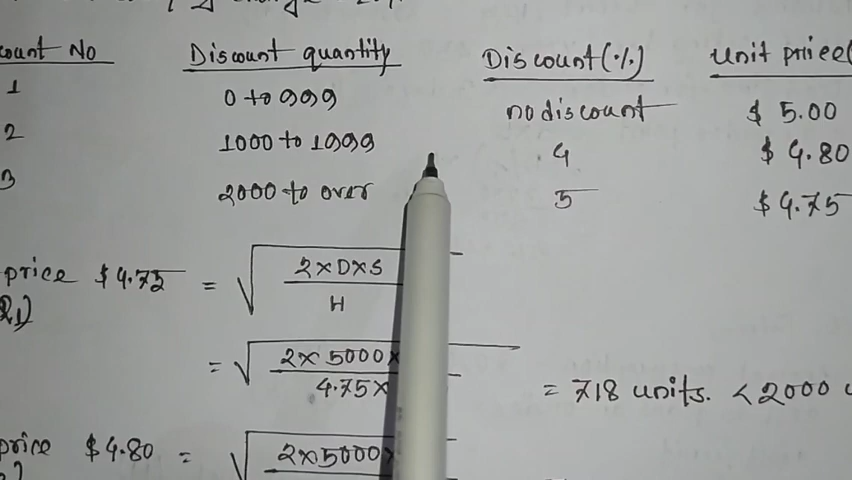 count No Discount quantity Discount (%) Unit price(
1 0 to 999 no discount $ 5.00
2 1000 to 1999 4 $ 4.80
3 2000 to over 5 $ 4.75
price $4.75 = √ 2×D×S
H
= √ 2×5000×
4.75×
= 718 units. <2000
price $4.80 = √ 2×5000×